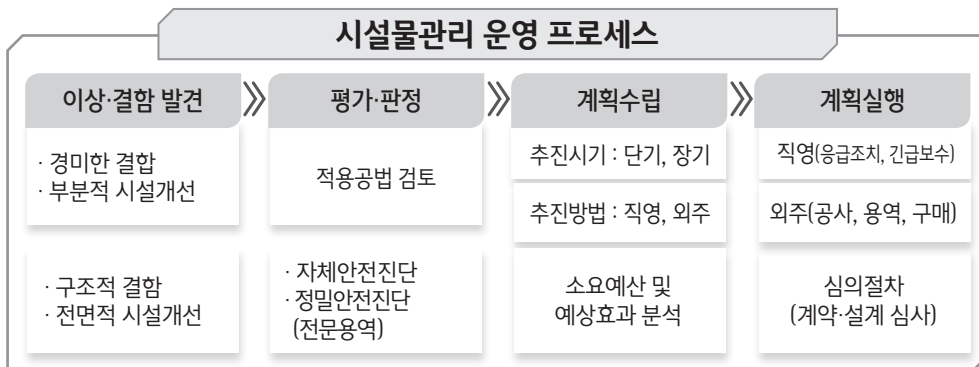 시설물관리 운영 프로세스
이상·결함 발견
· 경미한 결합
· 부분적 시설개선
· 구조적 결함
· 전면적 시설개선
평가·판정
적용공법 검토
· 자체안전진단
· 정밀안전진단
(전문용역)
계획수립
추진시기 : 단기, 장기
추진방법 : 직영, 외주
소요예산 및
예상효과 분석
계획실행
직영(응급조치, 긴급보수)
외주(공사, 용역, 구매)
심의절차
(계약·설계 심사)